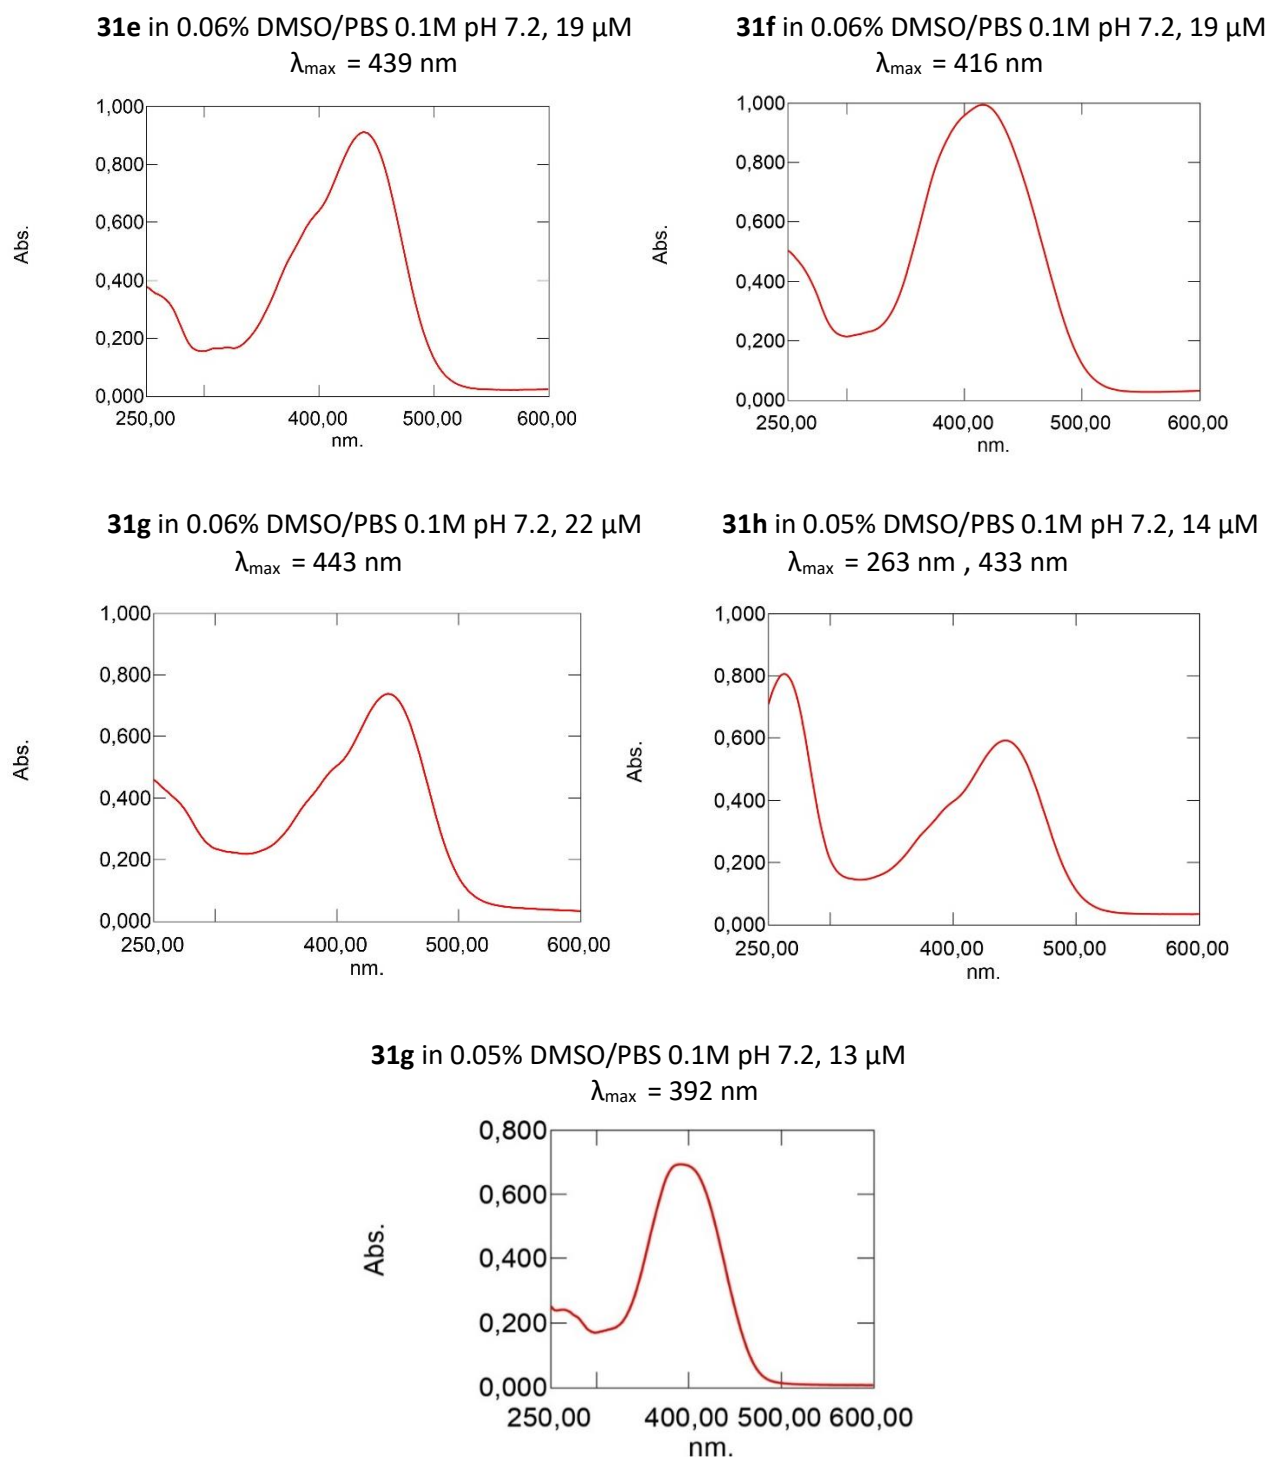 31e in 0.06% DMSO/PBS 0.1M pH 7.2, 19 µM
λmax = 439 nm
1,000
0,800
0,600
0,400
0,200
0,000
Abs.
250,00 400,00 500,00 600,00
nm.
31f in 0.06% DMSO/PBS 0.1M pH 7.2, 19 µM
λmax = 416 nm
1,000
0,800
0,600
0,400
0,200
0,000
Abs.
250,00 400,00 500,00 600,00
nm.
31g in 0.06% DMSO/PBS 0.1M pH 7.2, 22 µM
λmax = 443 nm
1,000
0,800
0,600
0,400
0,200
0,000
Abs.
250,00 400,00 500,00 600,00
nm.
31h in 0.05% DMSO/PBS 0.1M pH 7.2, 14 µM
λmax = 263 nm , 433 nm
1,000
0,800
0,600
0,400
0,200
0,000
Abs.
250,00 400,00 500,00 600,00
nm.
31g in 0.05% DMSO/PBS 0.1M pH 7.2, 13 µM
λmax = 392 nm
0,800
0,600
0,400
0,200
0,000
Abs.
250,00 400,00 500,00 600,00
nm.